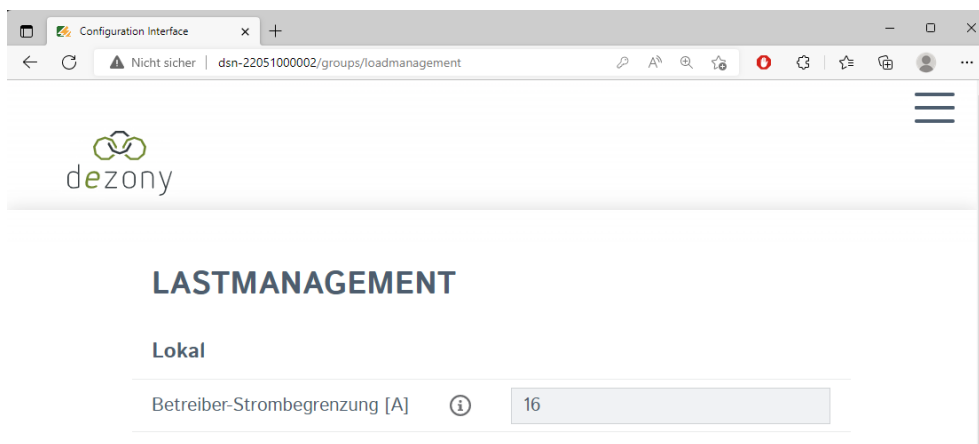 Configuration Interface
Nicht sicher | dsn-22051000002/groups/loadmanagement
dezony
LASTMANAGEMENT
Lokal
Betreiber-Strombegrenzung [A] 16